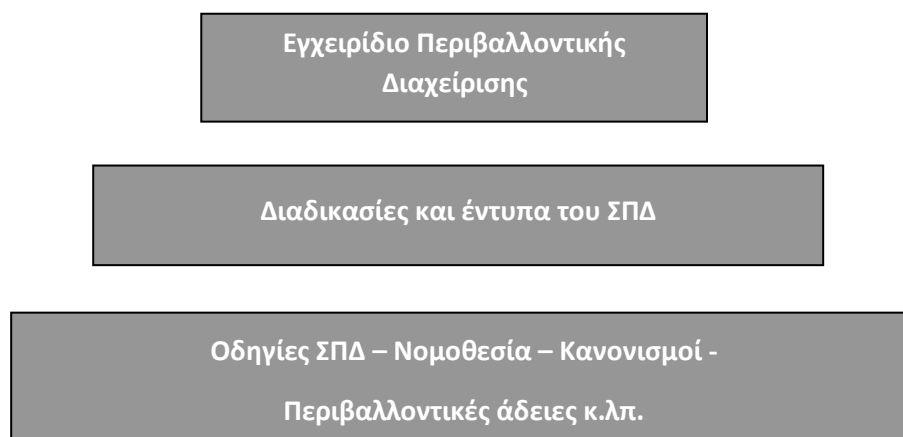 Εγχειρίδιο Περιβαλλοντικής
Διαχείρισης
Διαδικασίες και έντυπα του ΣΠΔ
Οδηγίες ΣΠΔ – Νομοθεσία – Κανονισμοί -
Περιβαλλοντικές άδειες κ.λπ.